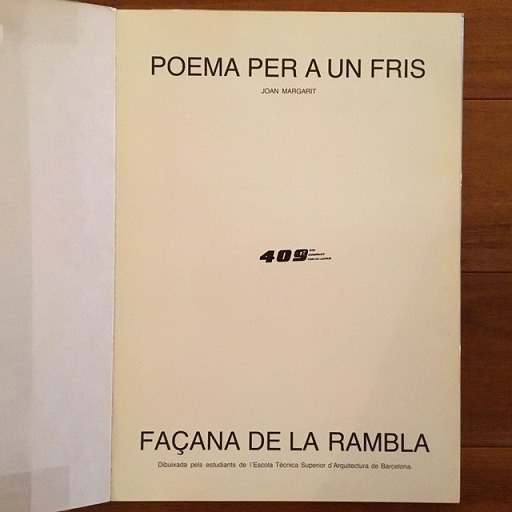 POEMA PER A UN FRIS
JOAN MARGARIT
409
FAÇANA DE LA RAMBLA
Dibuixada pels estudiants de l'Escola Tècnica Superior d'Arquitectura de Barcelona.